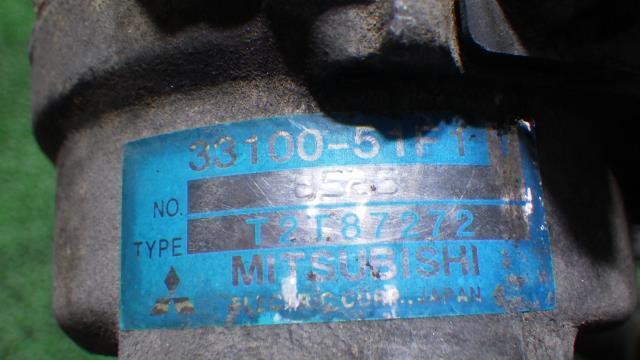 33100-51F1
NO.
TYPE T2T87272
MITSUBISHI
ELECTRIC CORP., JAPAN